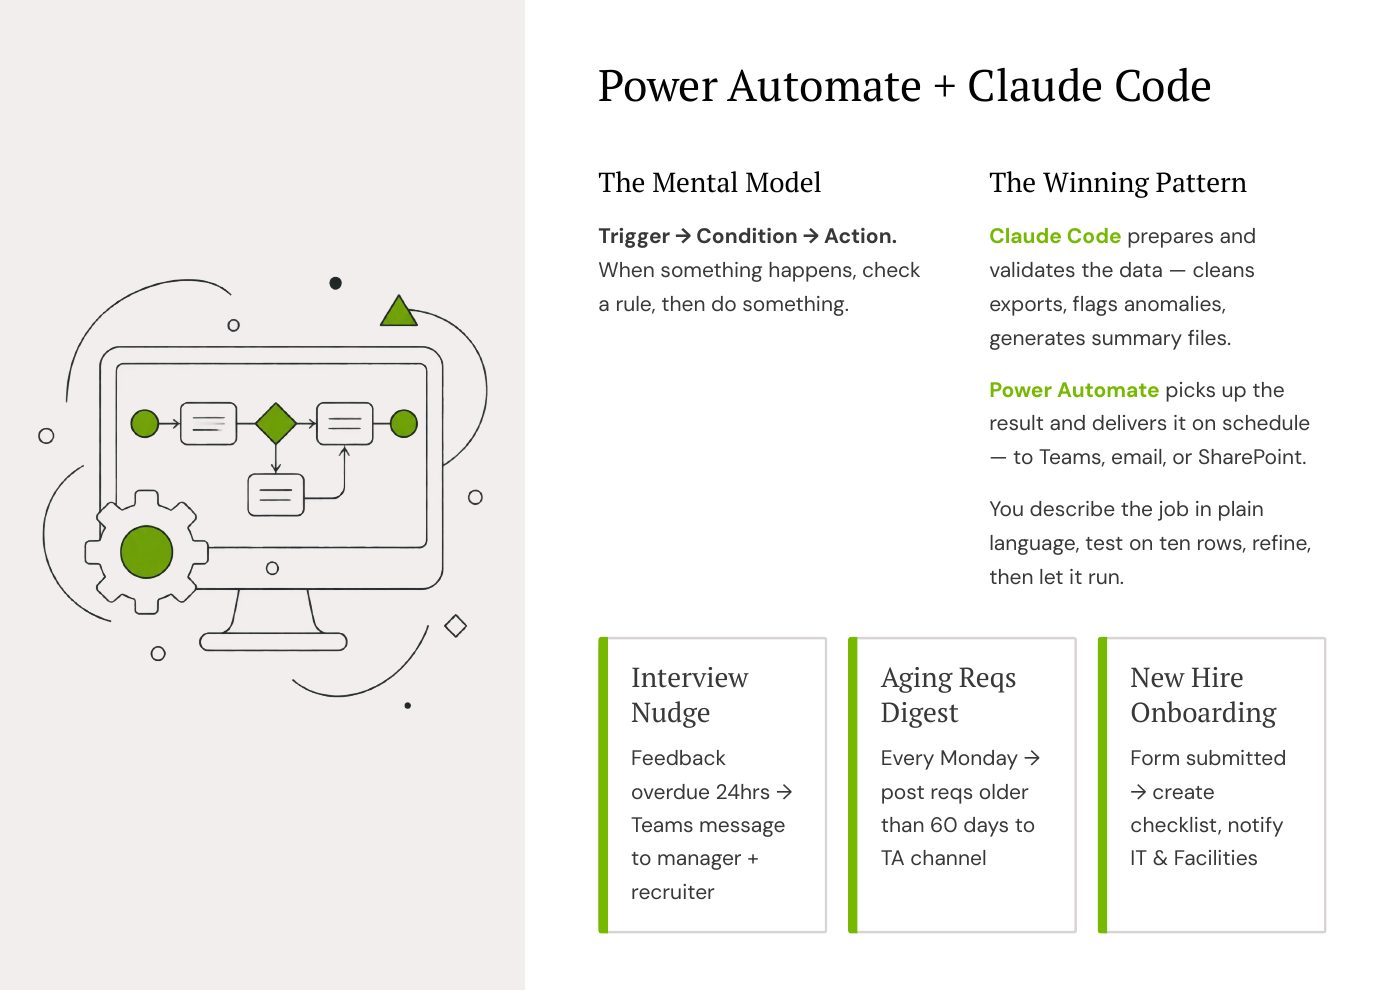 Power Automate + Claude Code
The Mental Model
Trigger → Condition → Action.
When something happens, check
a rule, then do something.
The Winning Pattern
Claude Code prepares and
validates the data — cleans
exports, flags anomalies,
generates summary files.
Power Automate picks up the
result and delivers it on schedule
— to Teams, email, or SharePoint.
You describe the job in plain
language, test on ten rows, refine,
then let it run.
Interview
Nudge
Feedback
overdue 24hrs →
Teams message
to manager +
recruiter
Aging Reqs
Digest
Every Monday →
post reqs older
than 60 days to
TA channel
New Hire
Onboarding
Form submitted
→ create
checklist, notify
IT & Facilities